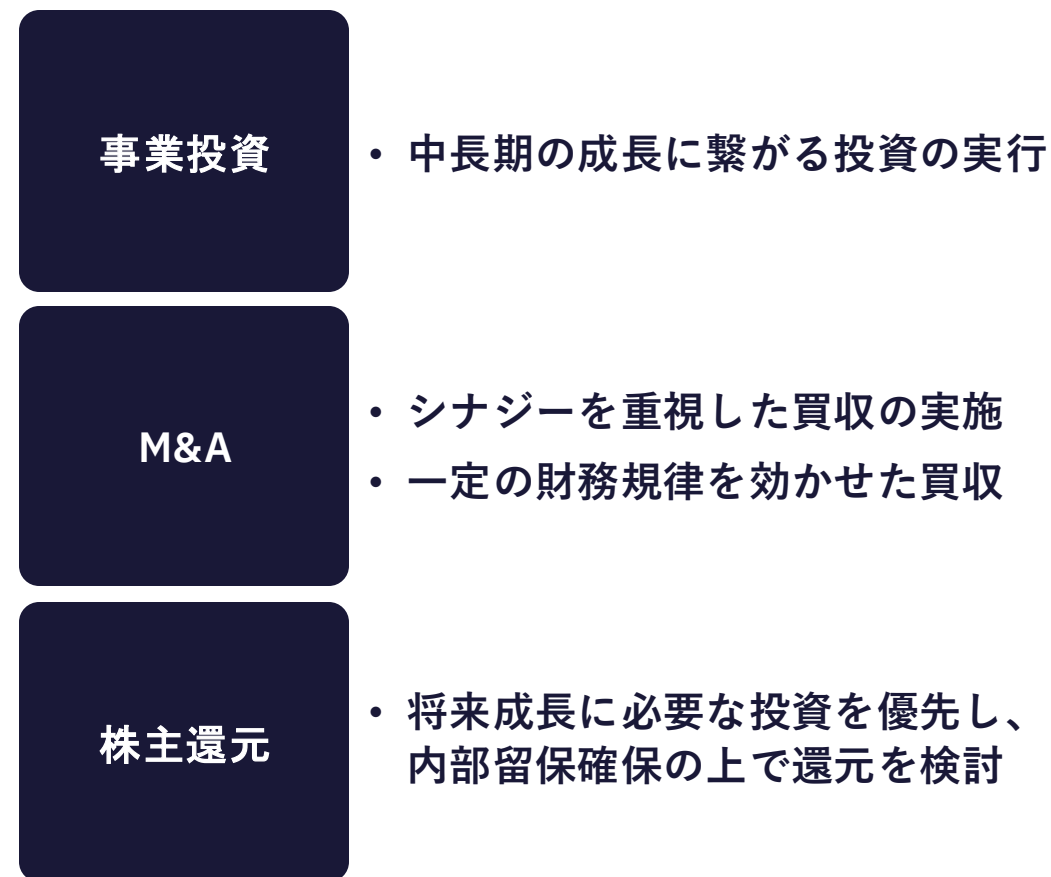 事業投資
• 中長期の成長に繋がる投資の実行
M&A
• シナジーを重視した買収の実施
• 一定の財務規律を効かせた買収
株主還元
• 将来成長に必要な投資を優先し、
内部留保確保の上で還元を検討